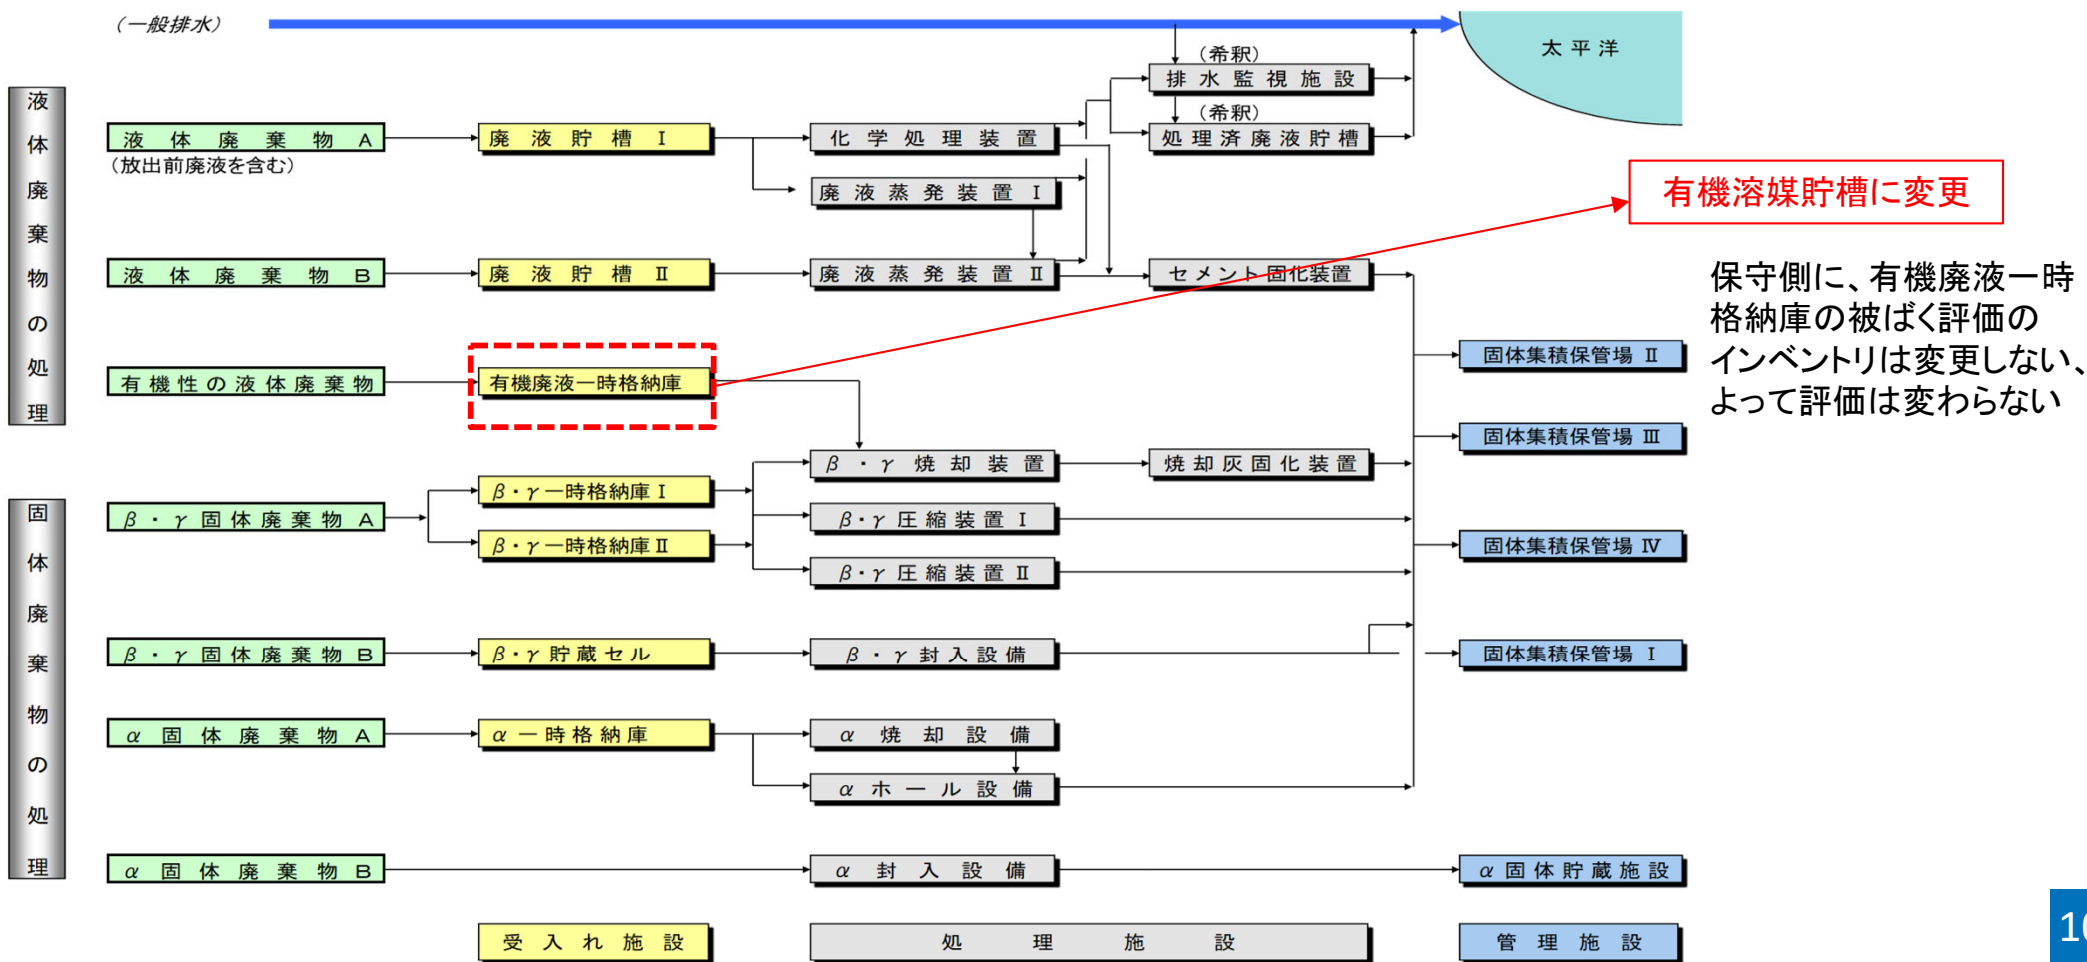 （一般排水）
太平洋
（希釈）
排水監視施設
（希釈）
液体廃棄物の処理
液体廃棄物A
（放出前廃液を含む）
廃液貯槽Ⅰ
化学処理装置
処理済廃液貯槽
廃液蒸発装置Ⅰ
有機溶媒貯槽に変更
液体廃棄物B
廃液貯槽Ⅱ
廃液蒸発装置Ⅱ
セメント固化装置
保守側に、有機廃液一時
格納庫の被ばく評価の
インベントリは変更しない、
よって評価は変わらない
固体集積保管場Ⅱ
有機性の液体廃棄物
有機廃液一時格納庫
固体集積保管場Ⅲ
β・γ焼却装置
焼却灰固化装置
固体廃棄物の処理
β・γ固体廃棄物A
β・γ一時格納庫Ⅰ
β・γ圧縮装置Ⅰ
β・γ一時格納庫Ⅱ
固体集積保管場Ⅳ
β・γ圧縮装置Ⅱ
β・γ固体廃棄物B
β・γ貯蔵セル
β・γ封入設備
固体集積保管場Ⅰ
α固体廃棄物A
α一時格納庫
α焼却設備
αホール設備
α固体廃棄物B
α封入設備
α固体貯蔵施設
受入れ施設
処理施設
管理施設